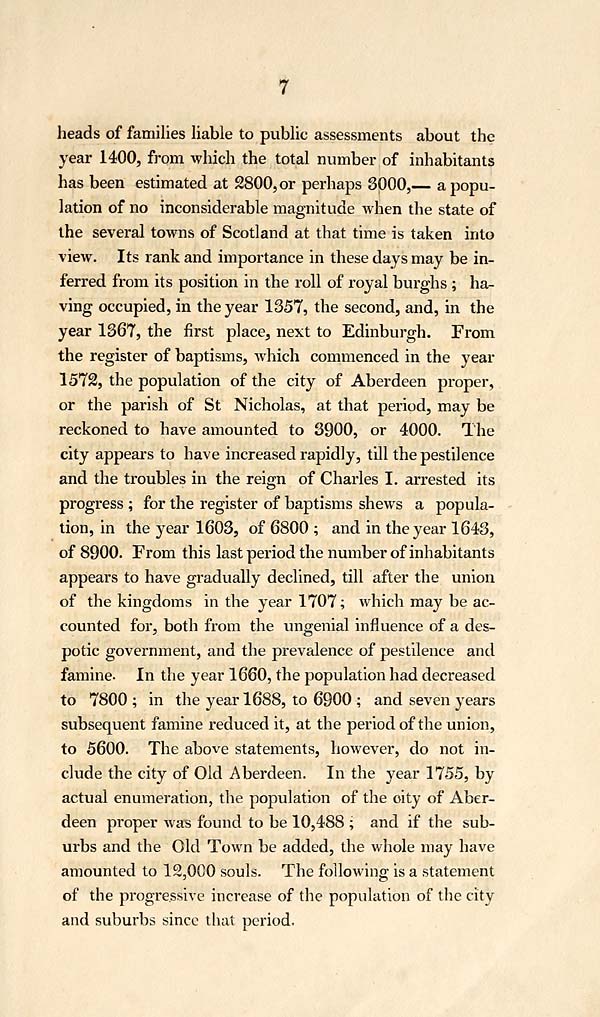 7
heads of families liable to public assessments about the
year 1400, from which the total number of inhabitants
has been estimated at 2800, or perhaps 3000,— a popu-
lation of no inconsiderable magnitude when the state of
the several towns of Scotland at that time is taken into
view. Its rank and importance in these days may be in-
ferred from its position in the roll of royal burghs ; ha-
ving occupied, in the year 1357, the second, and, in the
year 1367, the first place, next to Edinburgh. From
the register of baptisms, which commenced in the year
1572, the population of the city of Aberdeen proper,
or the parish of St Nicholas, at that period, may be
reckoned to have amounted to 3900, or 4000. The
city appears to have increased rapidly, till the pestilence
and the troubles in the reign of Charles I. arrested its
progress ; for the register of baptisms shews a popula-
tion, in the year 1603, of 6800 ; and in the year 1643,
of 8900. From this last period the number of inhabitants
appears to have gradually declined, till after the union
of the kingdoms in the year 1707 ; which may be ac-
counted for, both from the ungenial influence of a des-
potic government, and the prevalence of pestilence and
famine. In the year 1660, the population had decreased
to 7800 ; in the year 1688, to 6900 ; and seven years
subsequent famine reduced it, at the period of the union,
to 5600. The above statements, however, do not in-
clude the city of Old Aberdeen. In the year 1755, by
actual enumeration, the population of the city of Aber-
deen proper was found to be 10,488 ; and if the sub-
urbs and the Old Town be added, the whole may have
amounted to 12,000 souls. The following is a statement
of the progressive increase of the population of the city
and suburbs since that period.